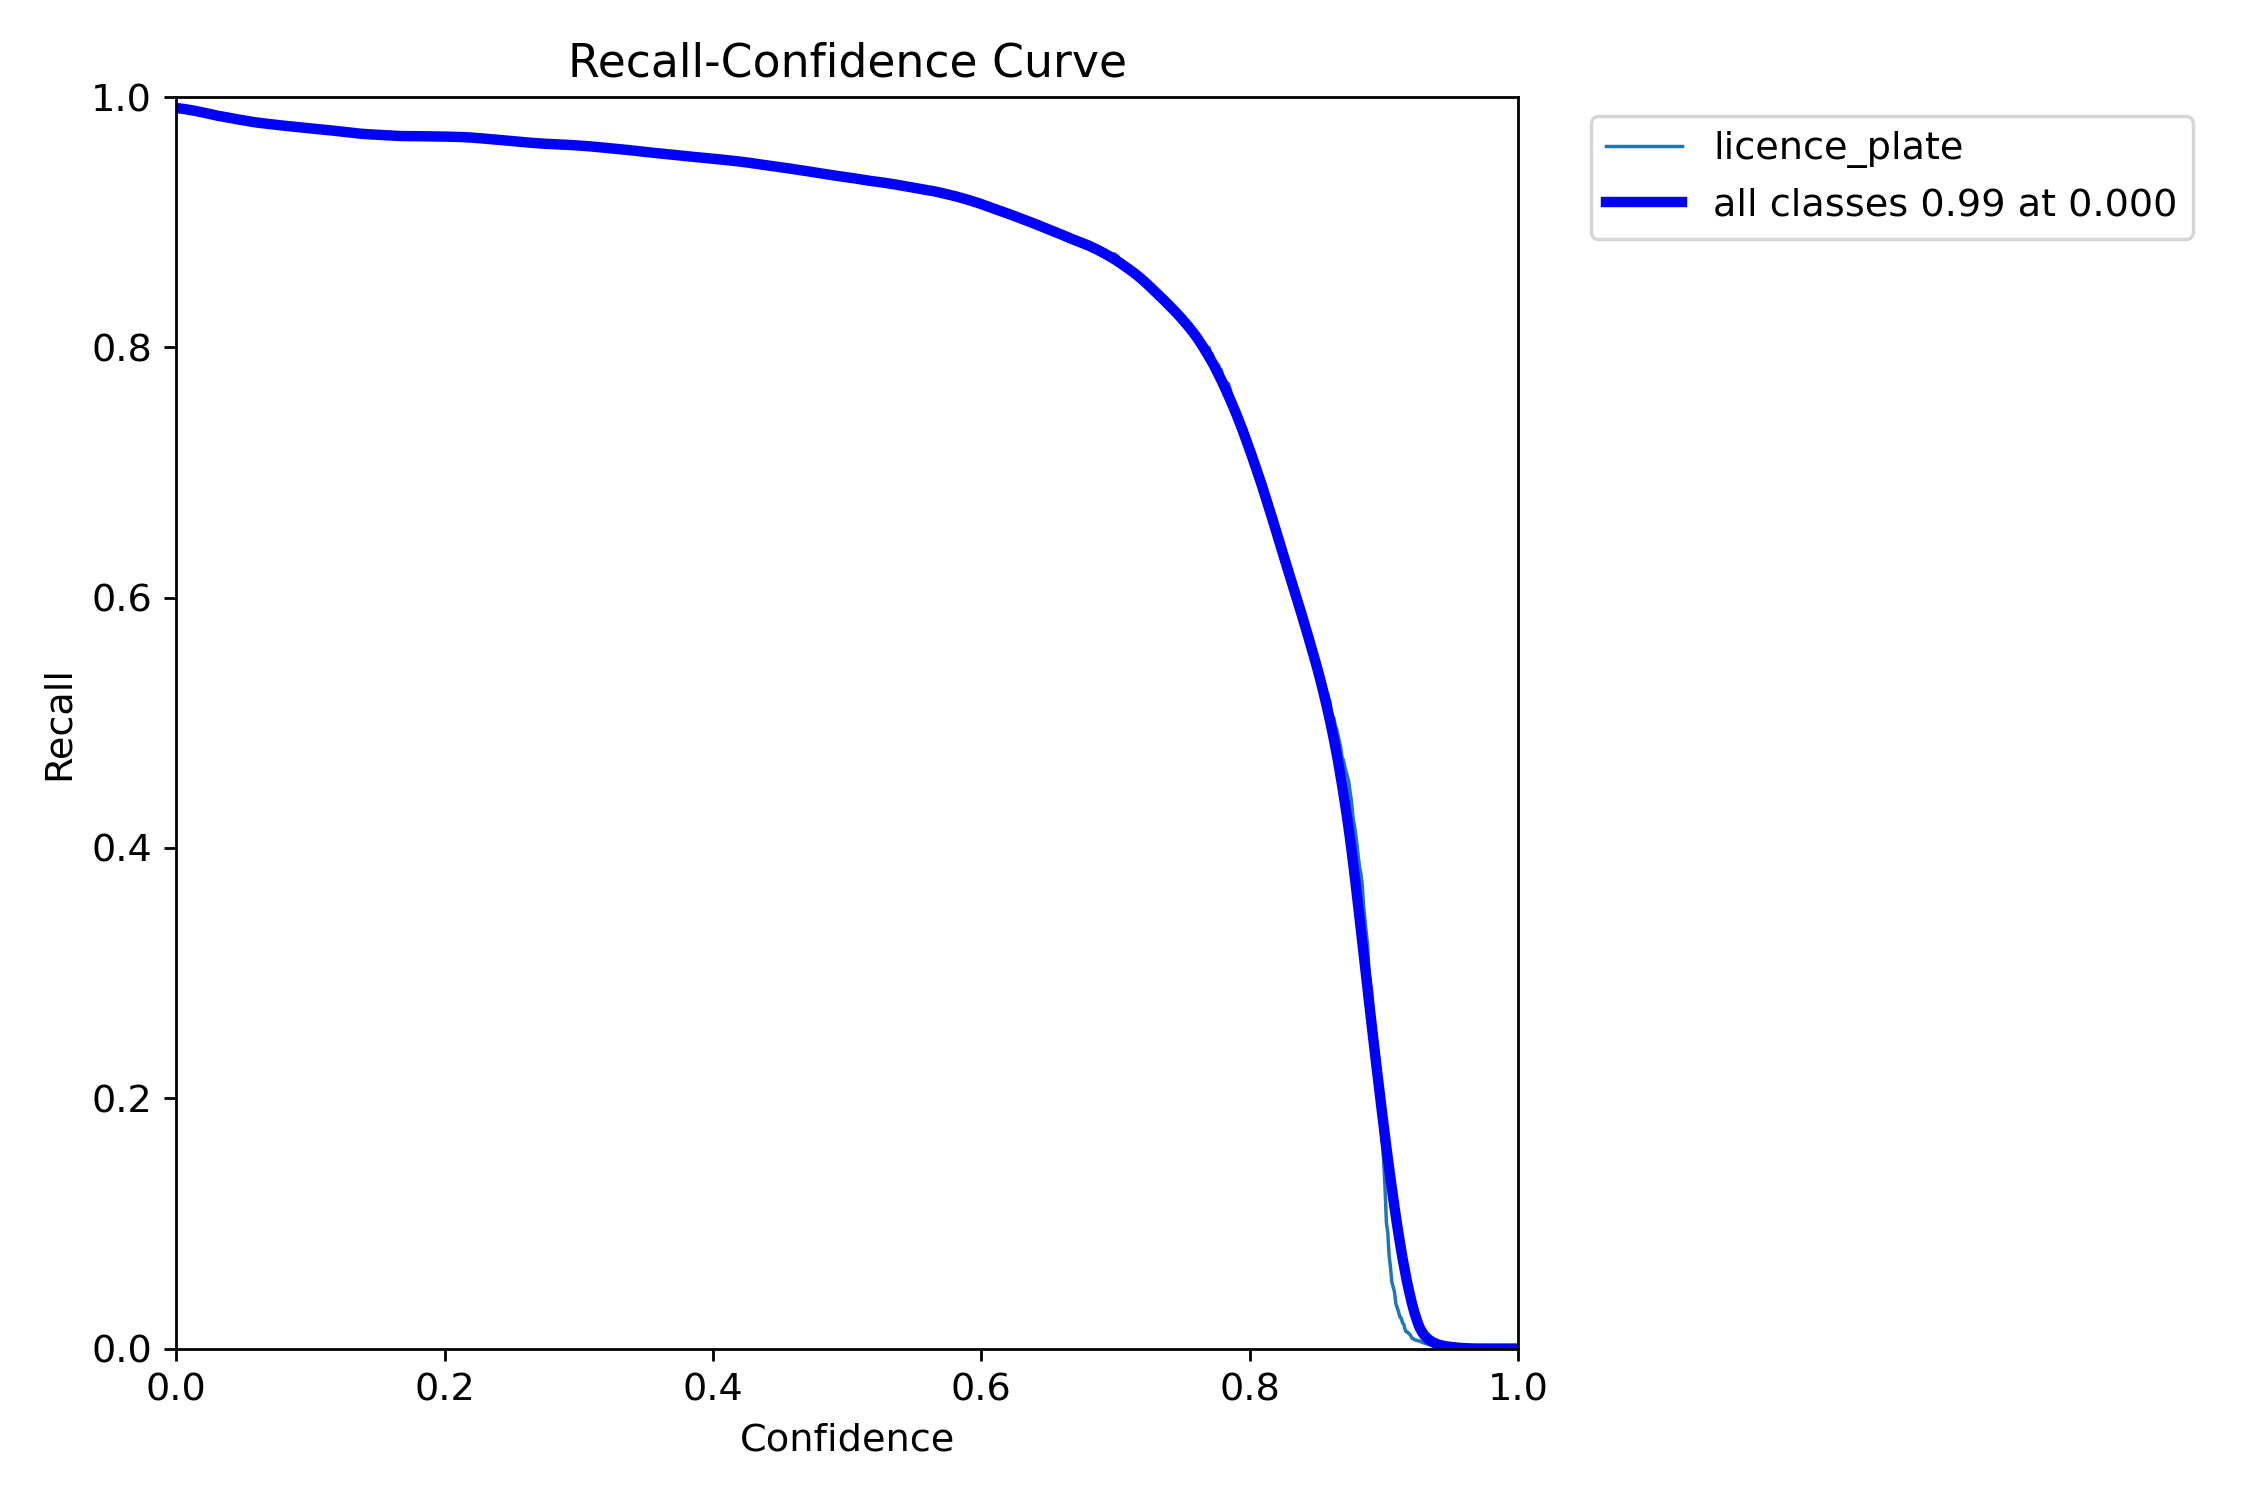 Recall-Confidence Curve
licence_plate
all classes 0.99 at 0.000
1.0
0.8
0.6
0.4
0.2
0.0
Recall
0.0 0.2 0.4 0.6 0.8 1.0
Confidence